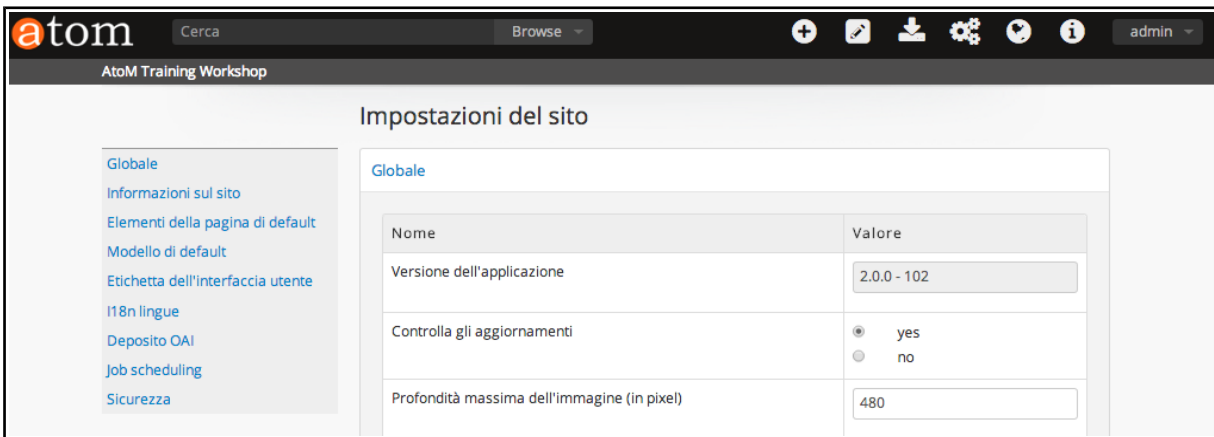 atom Cerca Browse admin
AtoM Training Workshop
Impostazioni del sito
Globale
Informazioni sul sito
Elementi della pagina di default
Modello di default
Etichetta dell'interfaccia utente
I18n lingue
Deposito OAI
Job scheduling
Sicurezza
Globale
Nome Valore
Versione dell'applicazione 2.0.0 - 102
Controlla gli aggiornamenti yes
no
Profondità massima dell'immagine (in pixel) 480